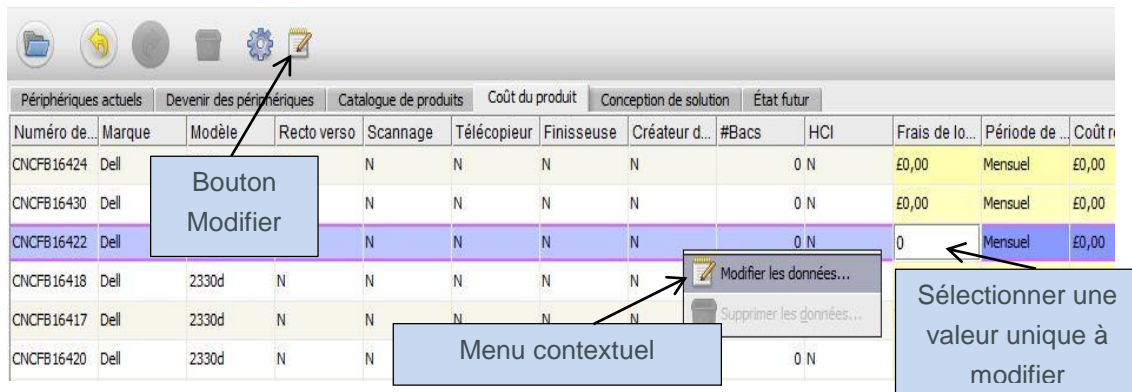 Périphériques actuels Devenir des périphériques Catalogue de produits Coût du produit Conception de solution État futur
Numéro de... Marque Modèle Recto verso Scannage Télécopieur Finisseuse Créateur d... #Bacs HCI Frais de lo... Période de ... Coût
CNCFB16424 Dell N N N N 0 N £0,00 Mensuel £0,00
CNCFB16430 Dell N N N N 0 N £0,00 Mensuel £0,00
Bouton
Modifier
CNCFB16422 Dell N N N N 0 N 0 Mensuel £0,00
CNCFB16418 Dell 2330d N N N N N
Modifier les données...
Supprimer les données...
CNCFB16417 Dell 2330d N N N N N
CNCFB16420 Dell 2330d N N 0 N
Menu contextuel
Sélectionner une
valeur unique à
modifier